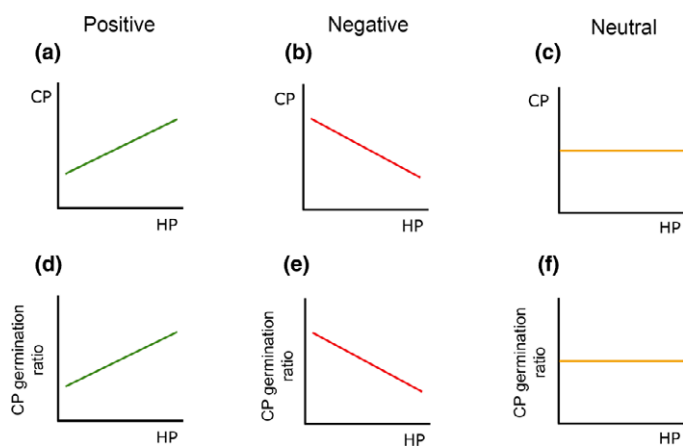 Positive
Negative
Neutral
(a)
(b)
(c)
CP
CP
CP
HP
HP
HP
(d)
(e)
(f)
CP germination
ratio
CP germination
ratio
CP germination
ratio
HP
HP
HP